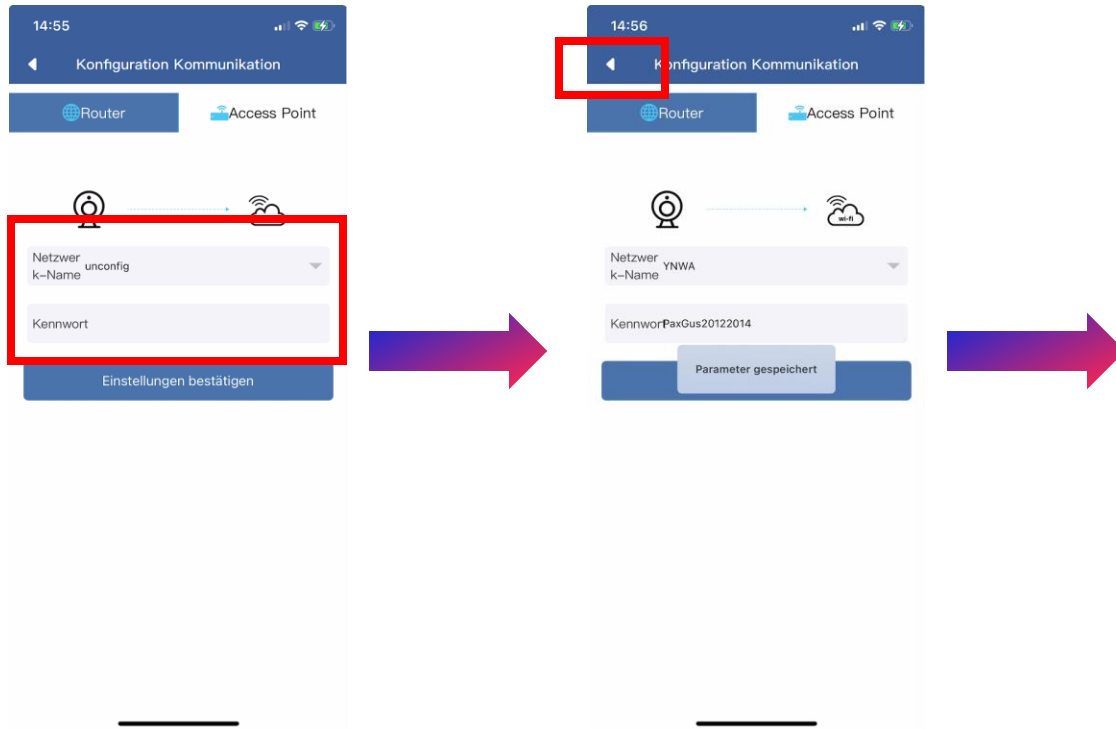 14:55
Konfiguration Kommunikation
Router
Access Point
Netzwer
k-Name
unconfig
Kennwort
Einstellungen bestätigen
14:56
Konfiguration Kommunikation
Router
Access Point
wi-fi
Netzwer
k-Name
YNWA
Kennwort
PaxGus20122014
Parameter gespeichert